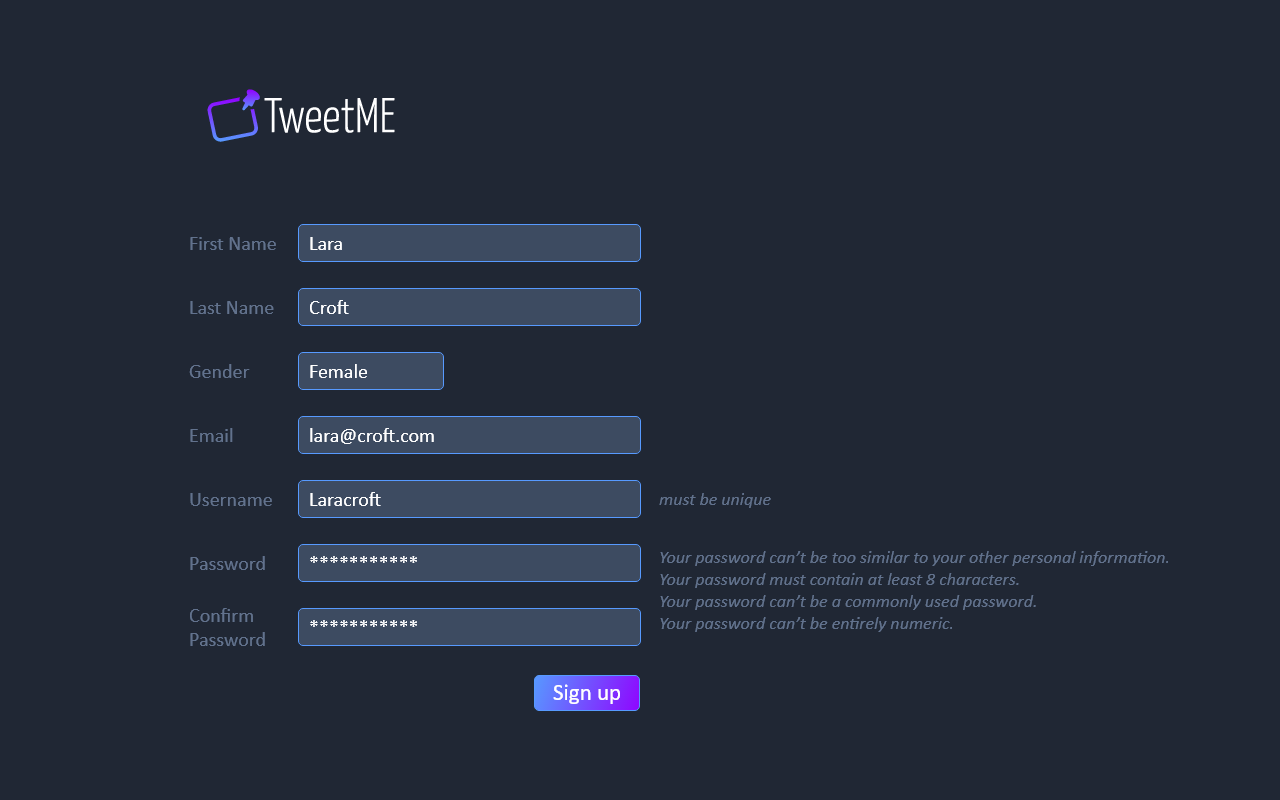 TweetME
First Name
Lara
Last Name
Croft
Gender
Female
Email
lara@croft.com
Username
Laracroft
must be unique
Password
***********
Your password can’t be too similar to your other personal information.
Your password must contain at least 8 characters.
Your password can’t be a commonly used password.
Your password can’t be entirely numeric.
Confirm
Password
***********
Sign up